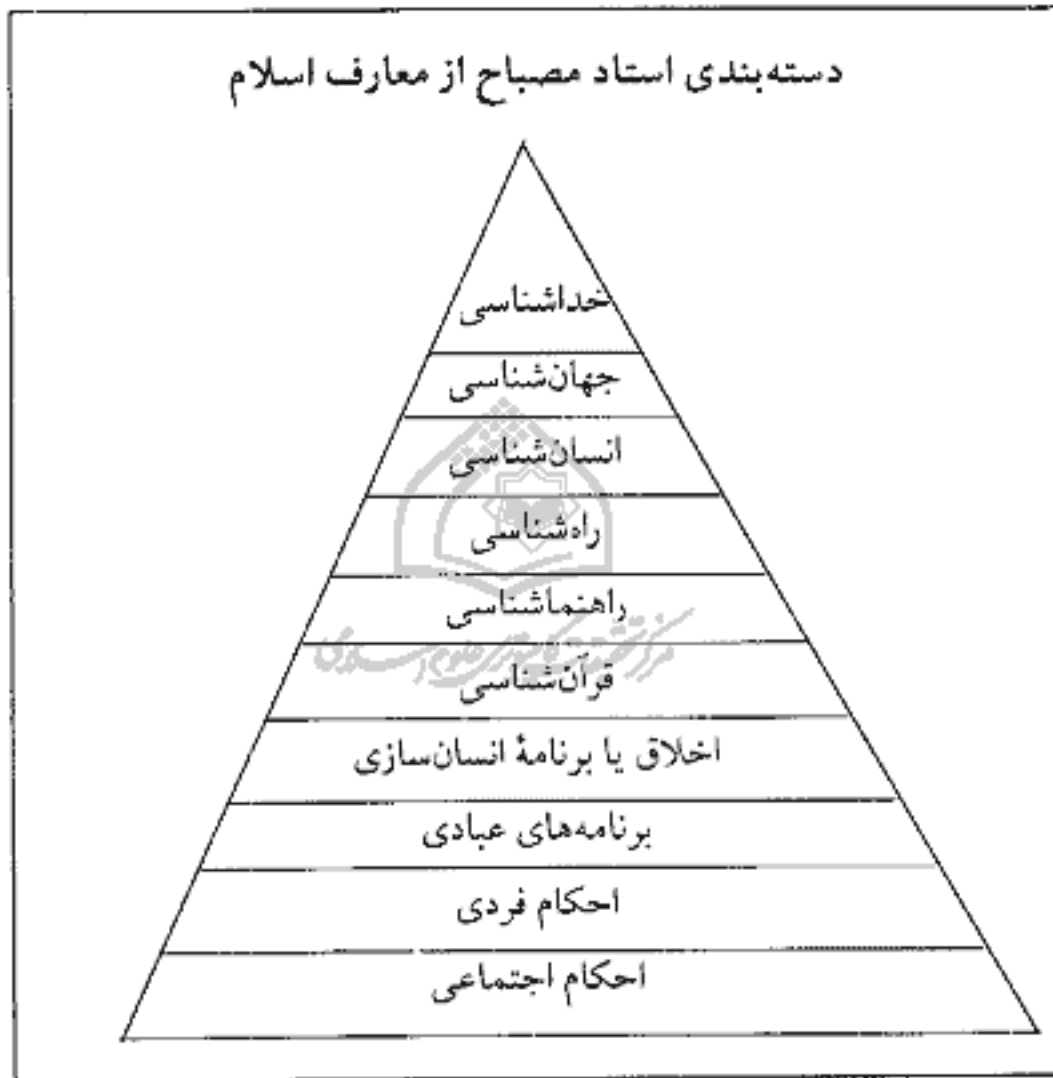 دسته‌بندی استاد مصباح از معارف اسلام
خداشناسی
جهان‌شناسی
انسان‌شناسی
راه‌شناسی
راهنماشناسی
قرآن‌شناسی
اخلاق یا برنامهٔ انسان‌سازی
برنامه‌های عبادی
احکام فردی
احکام اجتماعی